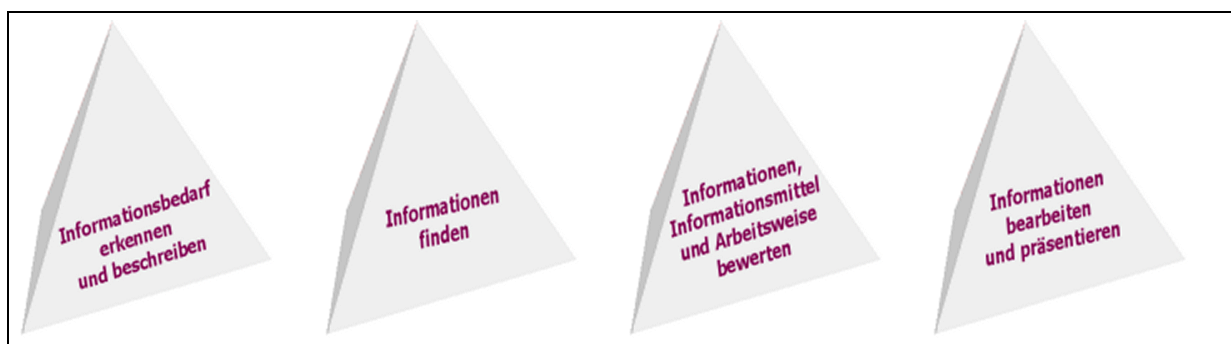 Informationsbedarf
erkennen
und beschreiben
Informationen
finden
Informationen,
Informationsmittel
und Arbeitsweise
bewerten
Informationen
bearbeiten
und präsentieren